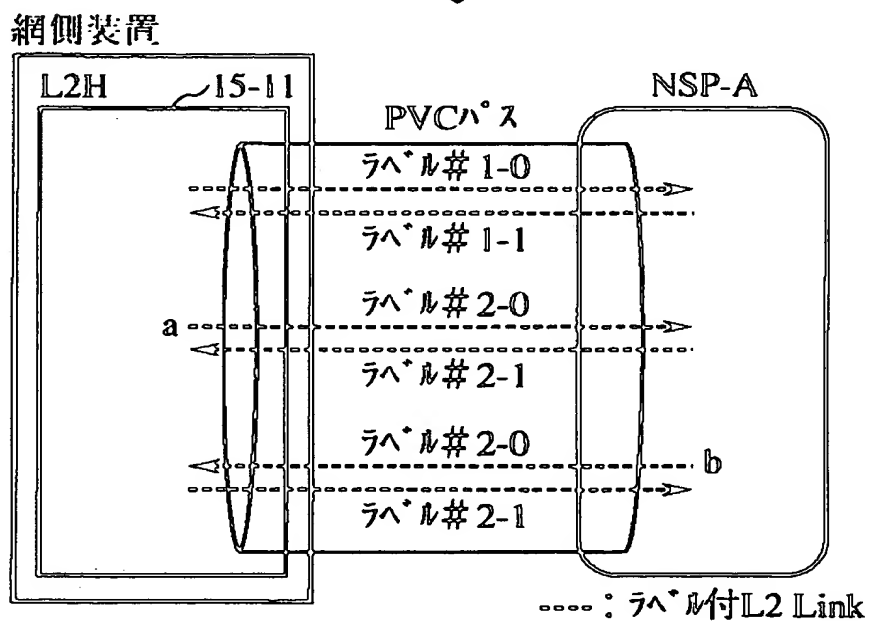 網側装置
L2H
15-11
NSP-A
PVCパス
ラベル# 1-0
ラベル# 1-1
a
ラベル# 2-0
ラベル# 2-1
ラベル# 2-0
b
ラベル# 2-1
----：ラベル付L2 Link